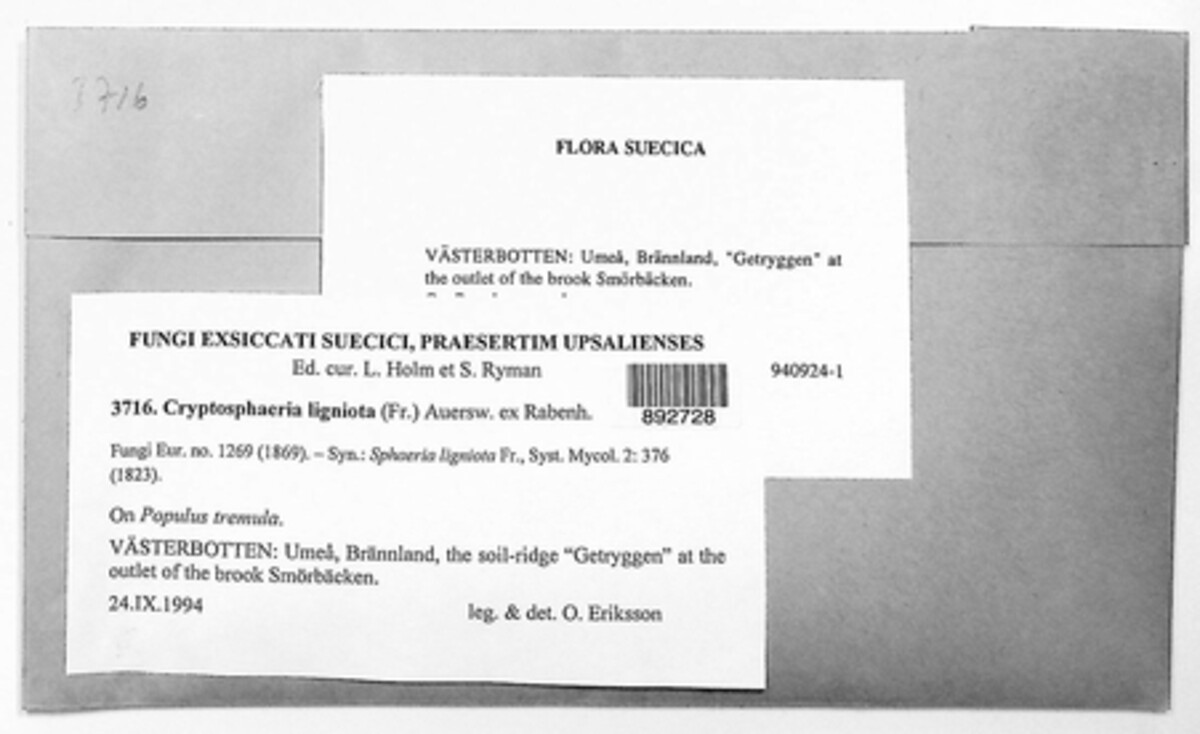 3716
FLORA SUECICA
VÄSTERBOTTEN: Umeå, Brännland, "Getryggen" at
the outlet of the brook Smörbäcken.
FUNGI EXSICCATI SUECICI, PRAESERTIM UPSALIENSES
Ed. cur. L. Holm et S. Ryman
940924-1
892728
3716. Cryptosphaeria ligniota (Fr.) Auersw. ex Rabenh.
Fungi Eur. no. 1269 (1869). – Syn.: Sphaeria ligniota Fr., Syst. Mycol. 2: 376
(1823).
On Populus tremula.
VÄSTERBOTTEN: Umeå, Brännland, the soil-ridge “Getryggen” at the
outlet of the brook Smörbäcken.
24.IX.1994 leg. & det. O. Eriksson